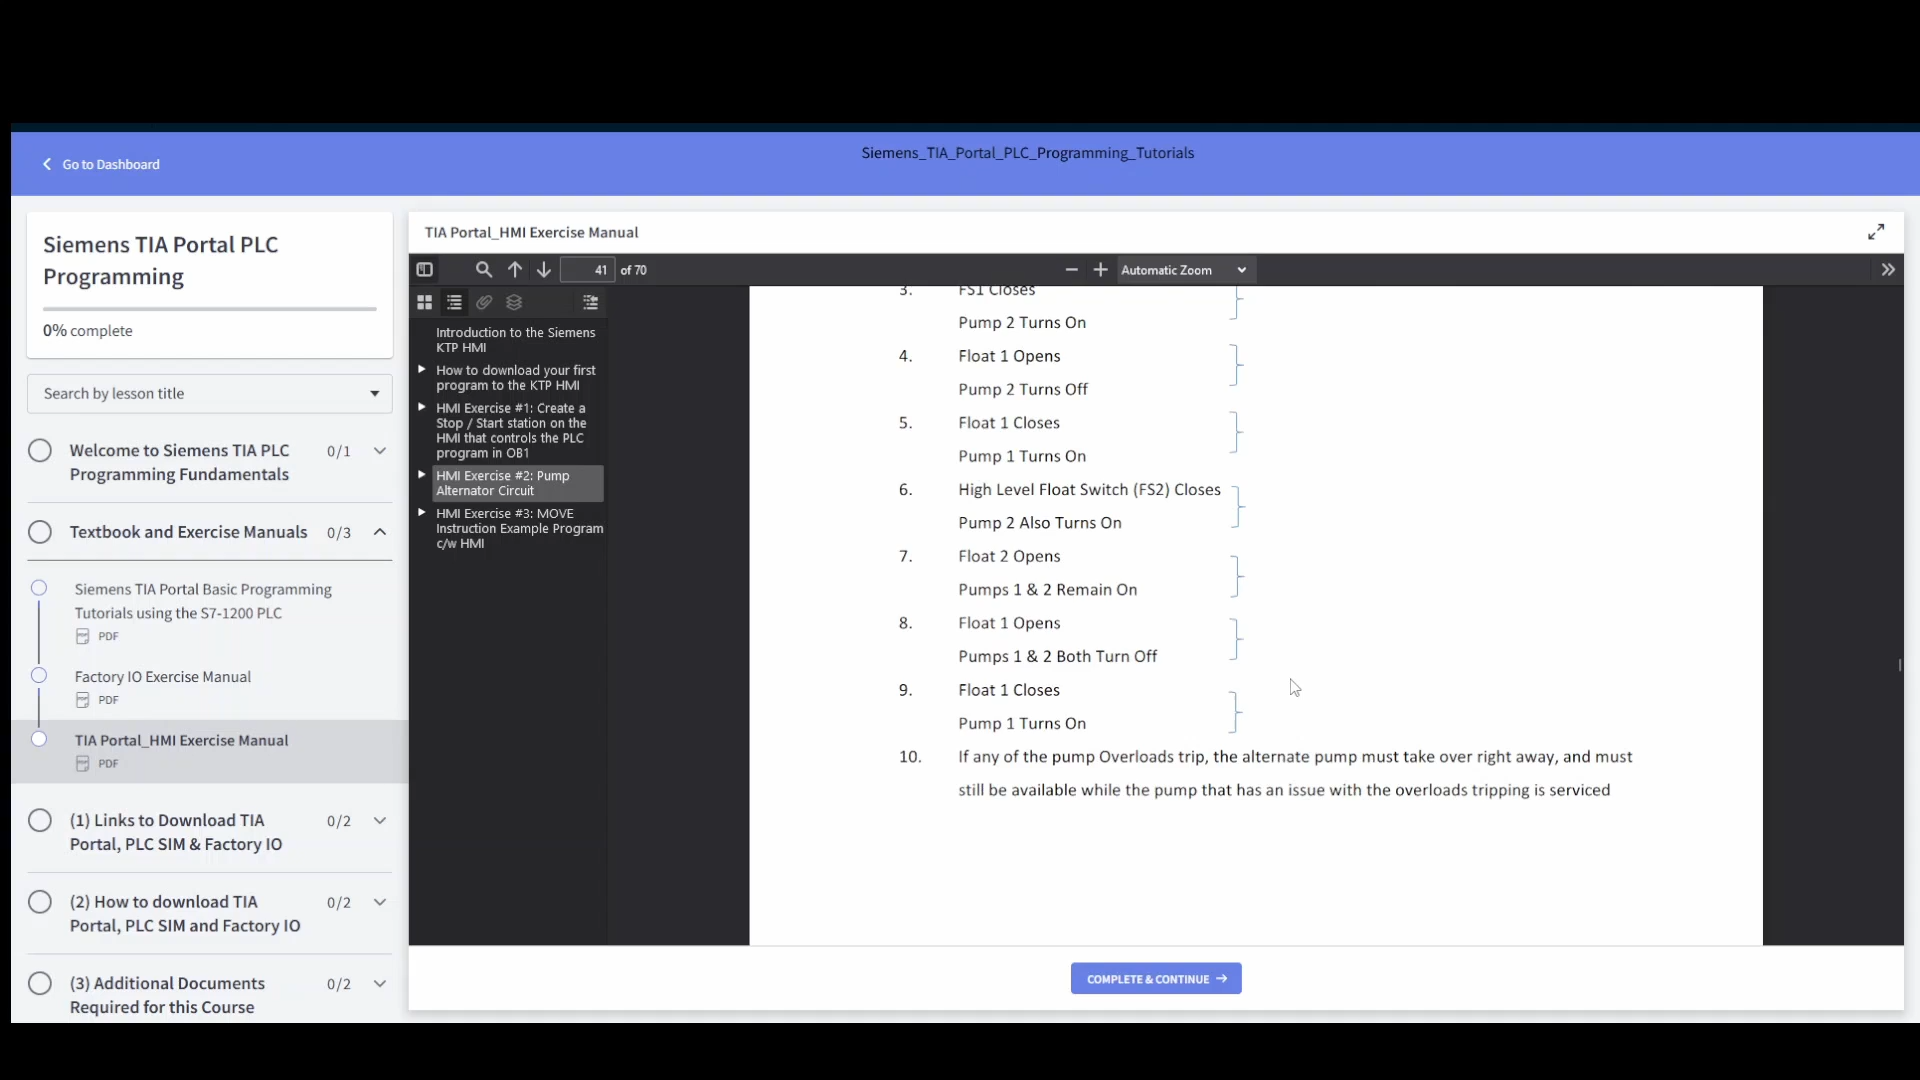 Go to Dashboard
Siemens_TIA_Portal_PLC_Programming_Tutorials
Siemens TIA Portal PLC
Programming
0% complete
Search by lesson title
Welcome to Siemens TIA PLC
Programming Fundamentals
0/1
Textbook and Exercise Manuals
0/3
Siemens TIA Portal Basic Programming
Tutorials using the S7-1200 PLC
PDF
Factory IO Exercise Manual
PDF
TIA Portal_HMI Exercise Manual
PDF
(1) Links to Download TIA
Portal, PLC SIM & Factory IO
0/2
(2) How to download TIA
Portal, PLC SIM and Factory IO
0/2
(3) Additional Documents
Required for this Course
0/2
TIA Portal_HMI Exercise Manual
41 of 70
Automatic Zoom
Introduction to the Siemens
KTP HMI
How to download your first
program to the KTP HMI
HMI Exercise #1: Create a
Stop / Start station on the
HMI that controls the PLC
program in OB1
HMI Exercise #2: Pump
Alternator Circuit
HMI Exercise #3: MOVE
Instruction Example Program
c/w HMI
3. FS1 Closes
Pump 2 Turns On
4. Float 1 Opens
Pump 2 Turns Off
5. Float 1 Closes
Pump 1 Turns On
6. High Level Float Switch (FS2) Closes
Pump 2 Also Turns On
7. Float 2 Opens
Pumps 1 & 2 Remain On
8. Float 1 Opens
Pumps 1 & 2 Both Turn Off
9. Float 1 Closes
Pump 1 Turns On
10. If any of the pump Overloads trip, the alternate pump must take over right away, and must
still be available while the pump that has an issue with the overloads tripping is serviced
COMPLETE & CONTINUE →